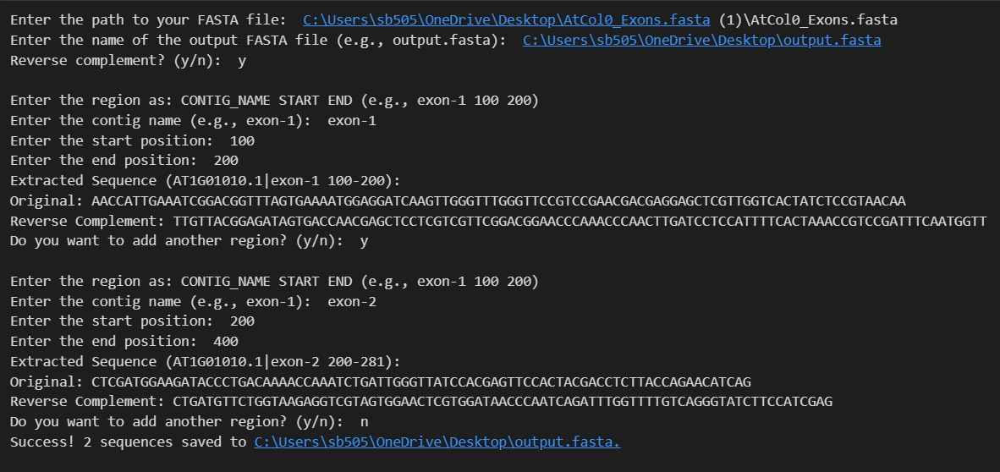 Enter the path to your FASTA file:  C:\Users\sb505\OneDrive\Desktop\AtCol0_Exons.fasta (1)\AtCol0_Exons.fasta
Enter the name of the output FASTA file (e.g., output.fasta):  C:\Users\sb505\OneDrive\Desktop\output.fasta
Reverse complement? (y/n):  y

Enter the region as: CONTIG_NAME START END (e.g., exon-1 100 200)
Enter the contig name (e.g., exon-1):  exon-1
Enter the start position:  100
Enter the end position:  200
Extracted Sequence (AT1G01010.1|exon-1 100-200):
Original: AACCATTGAAATCGGACGGTTTAGTGAAAATGGAGGATCAAGTTGGGTTTGGGTTCCGTCCGAACGACGAGGAGCTCGTTGGTCACTATCTCCGTAACAA
Reverse Complement: TTGTTACGGAGATAGTGACCAACGAGCTCCTCGTCGTTCGGACGGAACCCAAACCCAACTTGATCCTCCATTTTCACTAAACCGTCCGATTTCAATGGTT
Do you want to add another region? (y/n):  y

Enter the region as: CONTIG_NAME START END (e.g., exon-1 100 200)
Enter the contig name (e.g., exon-1):  exon-2
Enter the start position:  200
Enter the end position:  400
Extracted Sequence (AT1G01010.1|exon-2 200-281):
Original: CTCGATGGAAGATACCCTGACAAAACCAAATCTGATTGGGTTATCCACGAGTTCCACTACGACCTCTTACCAGAACATCAG
Reverse Complement: CTGATGTTCTGGTAAGAGGTCGTAGTGGAACTCGTGGATAACCCAATCAGATTTGGTTTTGTCAGGGTATCTTCCATCGAG
Do you want to add another region? (y/n):  n
Success! 2 sequences saved to C:\Users\sb505\OneDrive\Desktop\output.fasta.